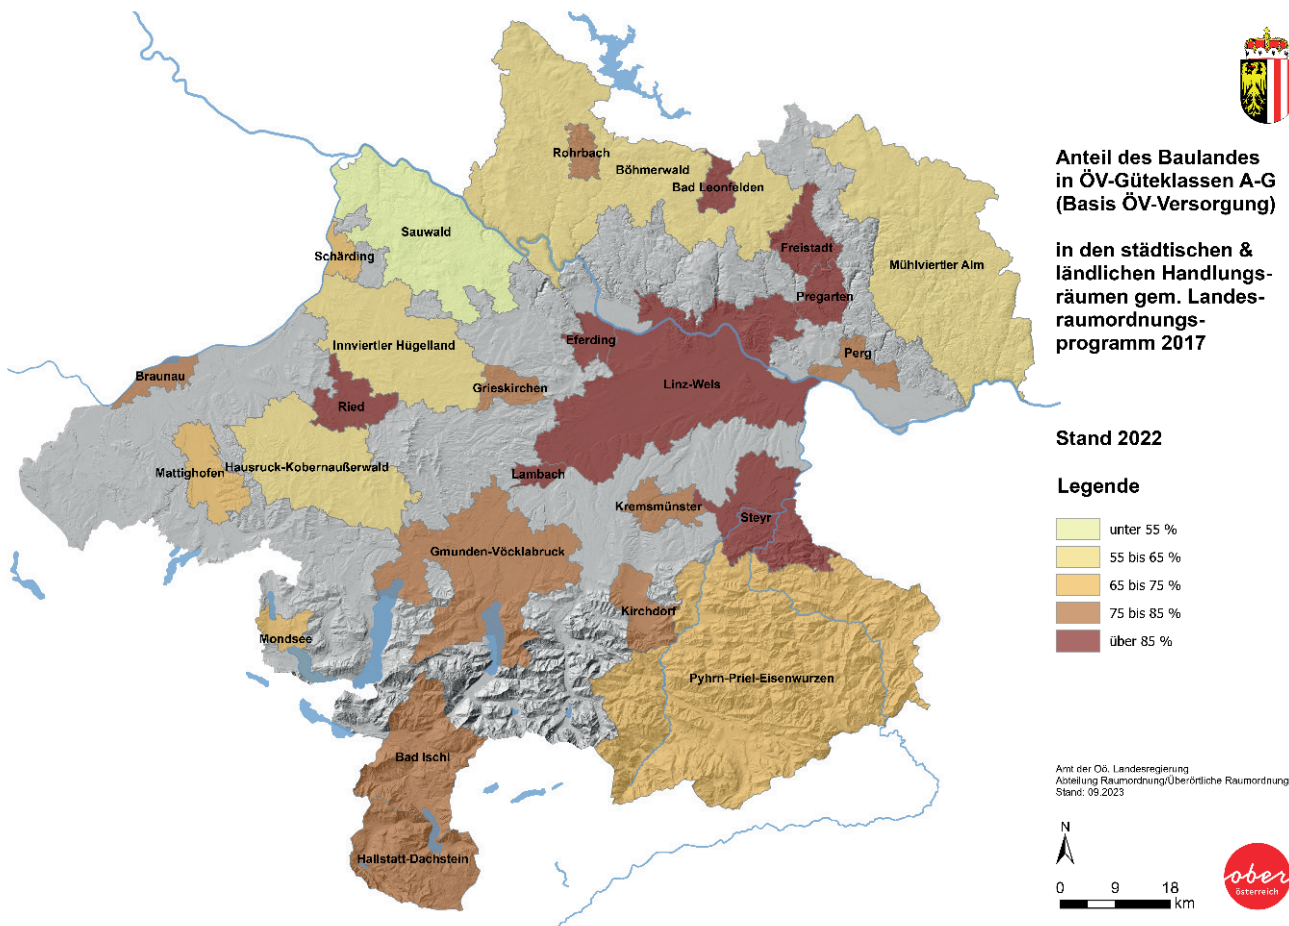 Anteil des Baulandes
in ÖV-Güteklassen A-G
(Basis ÖV-Versorgung)
in den städtischen &
ländlichen Handlungs-
räumen gem. Landes-
raumordnungs-
programm 2017
Stand 2022
Legende
unter 55 %
55 bis 65 %
65 bis 75 %
75 bis 85 %
über 85 %
Amt der Oö. Landesregierung
Abteilung Raumordnung/Überörtliche Raumordnung
Stand: 09.2023
N
0 9 18
km
ober
österreich
Rohrbach
Böhmerwald
Bad Leonfelden
Sauwald
Freistadt
Schärding
Mühlviertler Alm
Pregarten
Eferding
Innviertler Hügelland
Perg
Braunau
Linz-Wels
Grieskirchen
Ried
Hausruck-Kobernaußerwald
Mattighofen
Lambach
Kremsmünster
Steyr
Gmunden-Vöcklabruck
Kirchdorf
Mondsee
Pyhrn-Priel-Eisenwurzen
Bad Ischl
Hallstatt-Dachstein